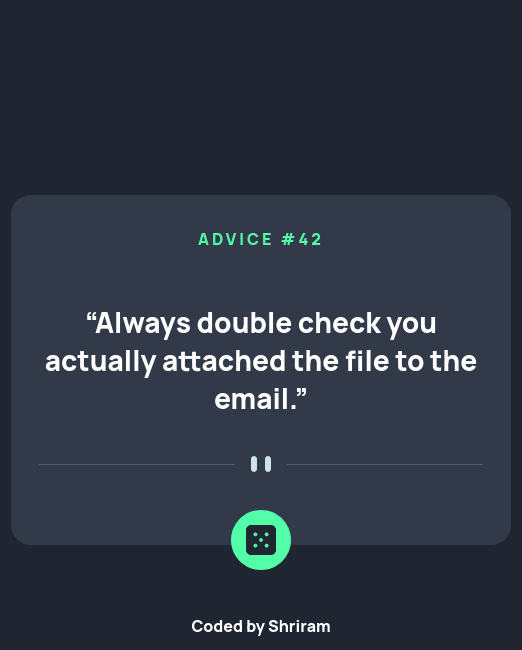 ADVICE #42
“Always double check you
actually attached the file to the
email.”
Coded by Shriram